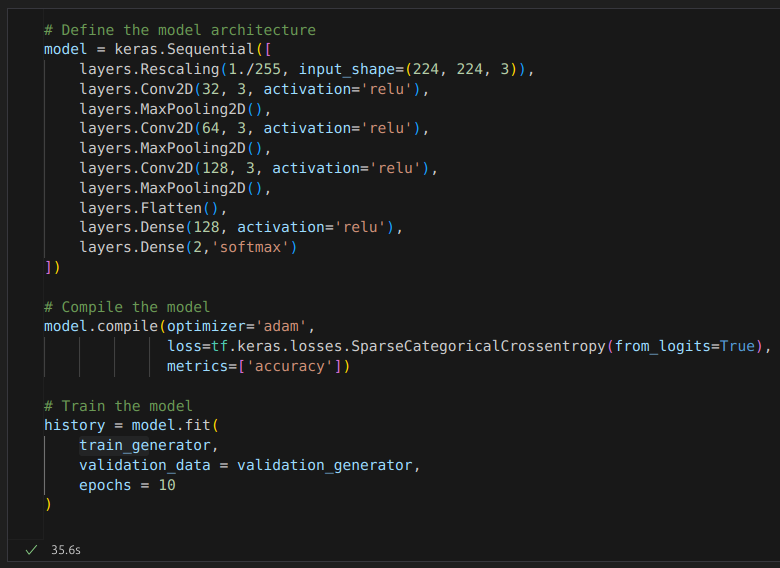 # Define the model architecture
model = keras.Sequential([
    layers.Rescaling(1./255, input_shape=(224, 224, 3)),
    layers.Conv2D(32, 3, activation='relu'),
    layers.MaxPooling2D(),
    layers.Conv2D(64, 3, activation='relu'),
    layers.MaxPooling2D(),
    layers.Conv2D(128, 3, activation='relu'),
    layers.MaxPooling2D(),
    layers.Flatten(),
    layers.Dense(128, activation='relu'),
    layers.Dense(2,'softmax')
])
# Compile the model
model.compile(optimizer='adam',
              loss=tf.keras.losses.SparseCategoricalCrossentropy(from_logits=True),
              metrics=['accuracy'])
# Train the model
history = model.fit(
    train_generator,
    validation_data = validation_generator,
    epochs = 10
)
35.6s